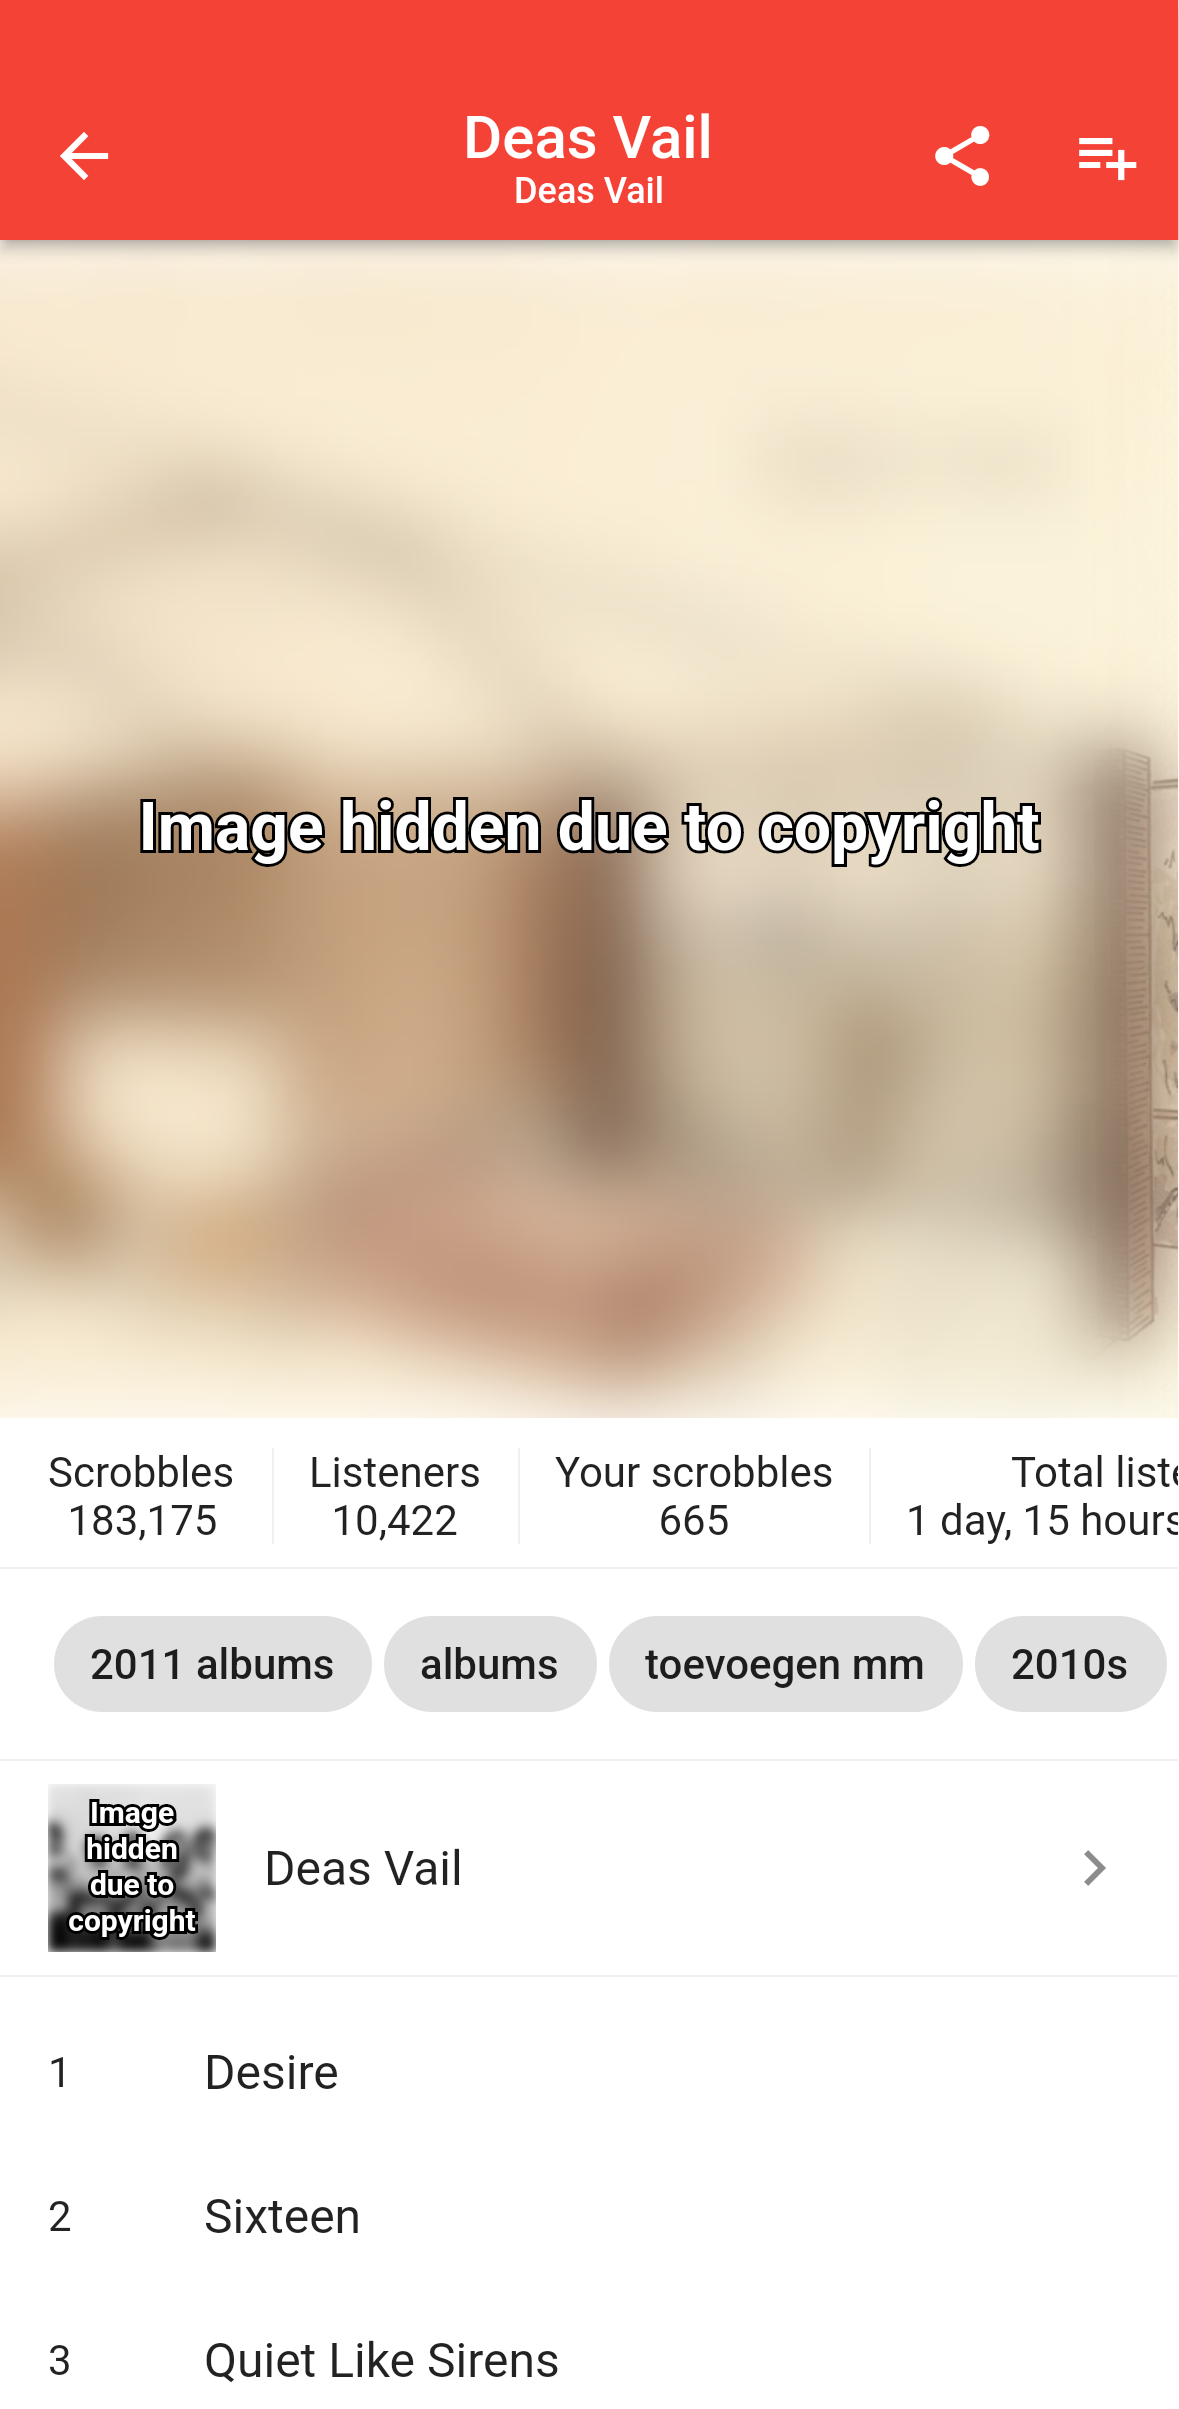 Deas Vail
Deas Vail
Image hidden due to copyright
Scrobbles
183,175
Listeners
10,422
Your scrobbles
665
Total liste
1 day, 15 hours
2011 albums
albums
toevoegen mm
2010s
Image
hidden
due to
copyright
Deas Vail
1 Desire
2 Sixteen
3 Quiet Like Sirens